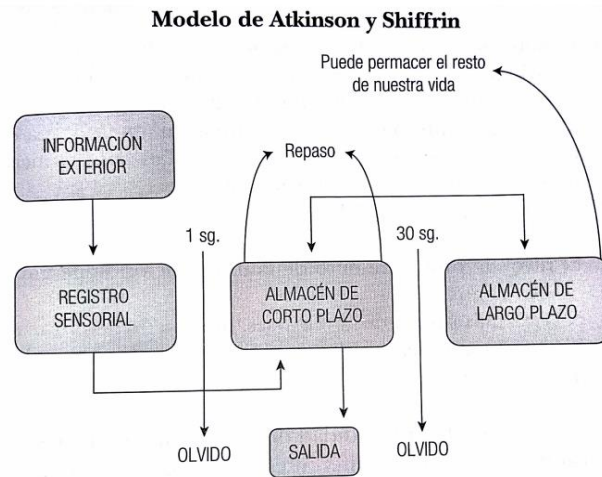 Modelo de Atkinson y Shiffrin
Puede permacer el resto
de nuestra vida
INFORMACIÓN
EXTERIOR
Repaso
1 sg.
30 sg.
REGISTRO
SENSORIAL
ALMACÉN DE
CORTO PLAZO
ALMACÉN DE
LARGO PLAZO
OLVIDO
SALIDA
OLVIDO